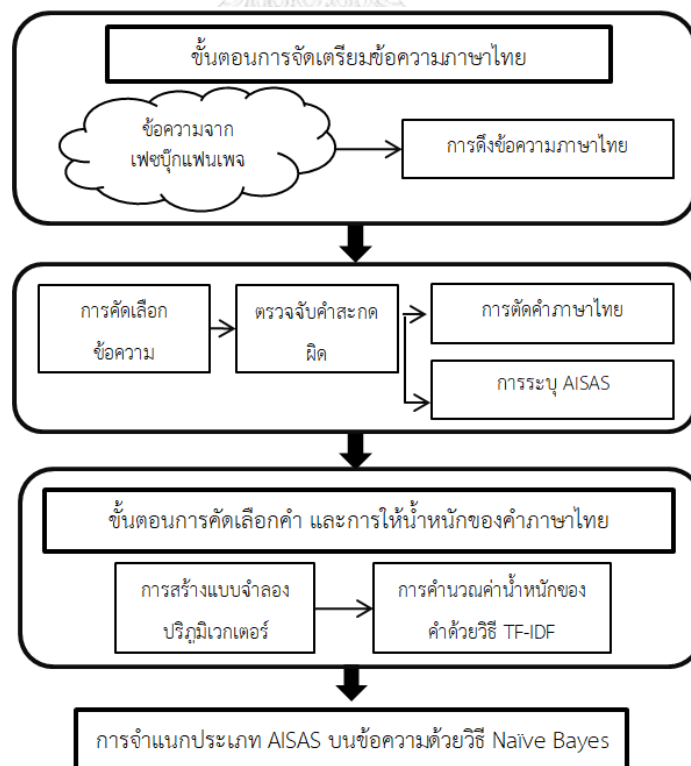 ขั้นตอนการจัดเตรียมข้อความภาษาไทย
ข้อความจาก
เฟซบุ๊กแฟนเพจ
การดึงข้อความภาษาไทย
การคัดเลือก
ข้อความ
ตรวจจับคำสะกด
ผิด
การตัดคำภาษาไทย
การระบุ AISAS
ขั้นตอนการคัดเลือกคำ และการให้น้ำหนักของคำภาษาไทย
การสร้างแบบจำลอง
ปริภูมิเวกเตอร์
การคำนวณค่าน้ำหนักของ
คำด้วยวิธี TF-IDF
การจำแนกประเภท AISAS บนข้อความด้วยวิธี Naïve Bayes